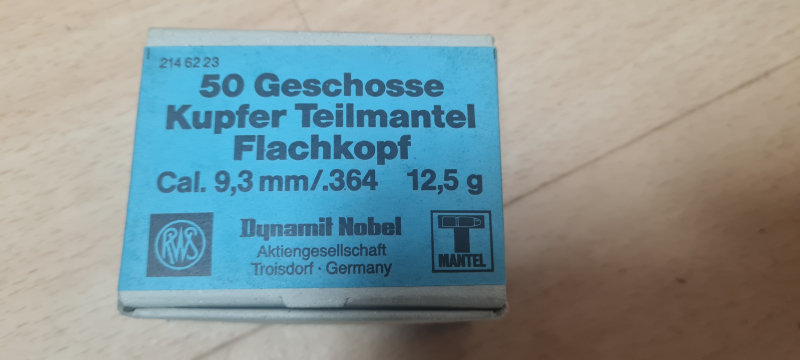 214 62 23
50 Geschosse
Kupfer Teilmantel
Flachkopf
Cal. 9,3 mm/.364 12,5 g
RWS
Dynamit Nobel
Aktiengesellschaft
Troisdorf · Germany
T
MANTEL